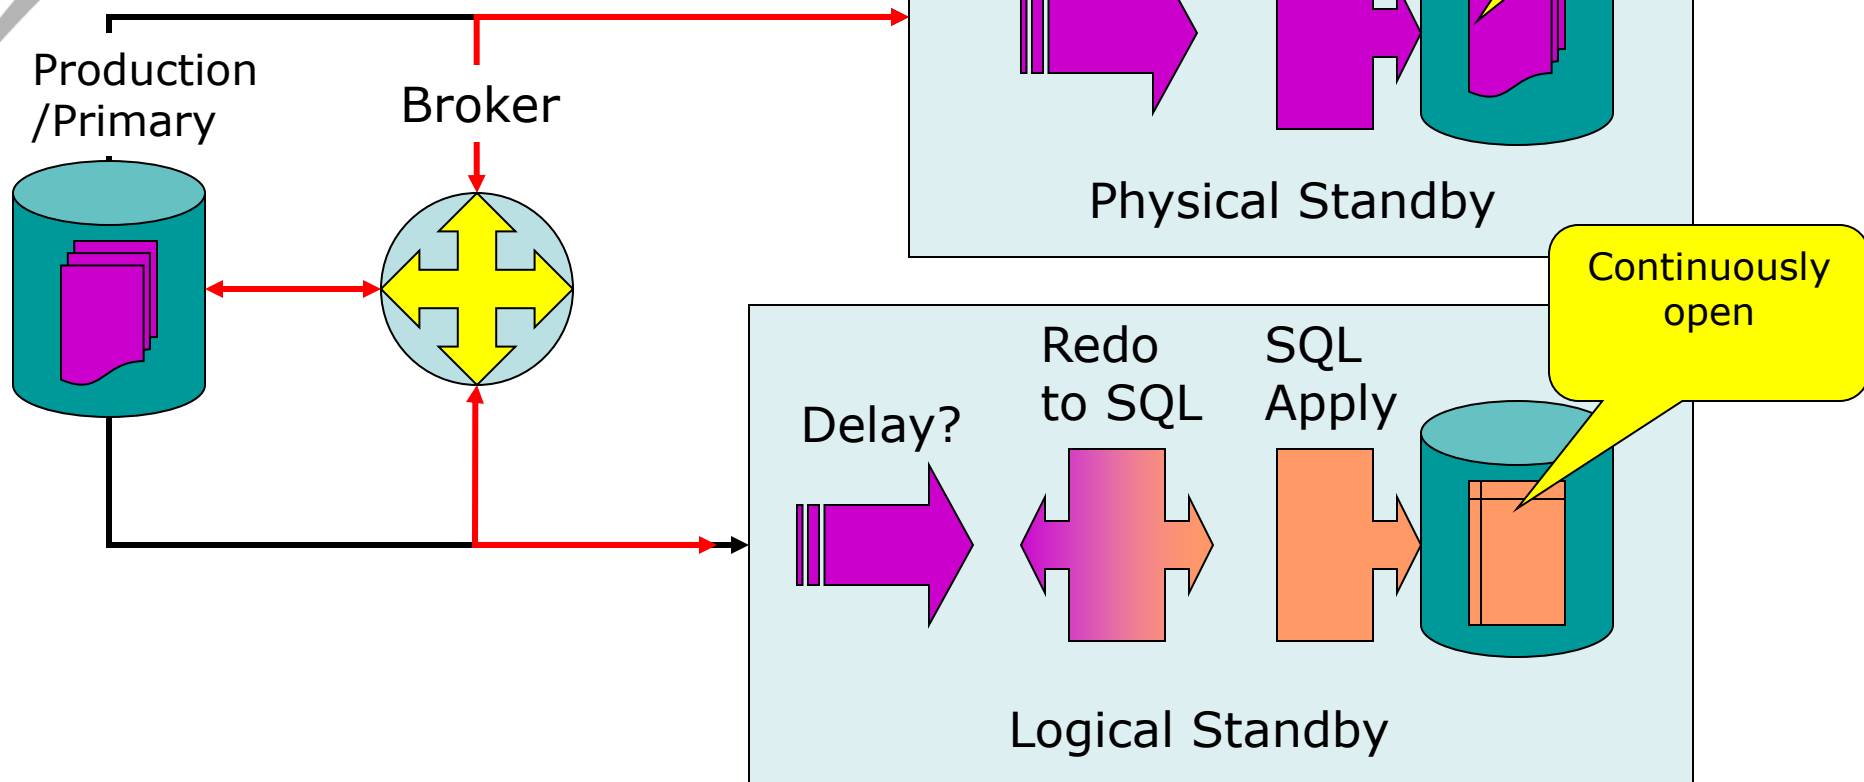 Production
/Primary
Broker
Physical Standby
Continuously
open
Redo
to SQL
SQL
Apply
Delay?
Logical Standby